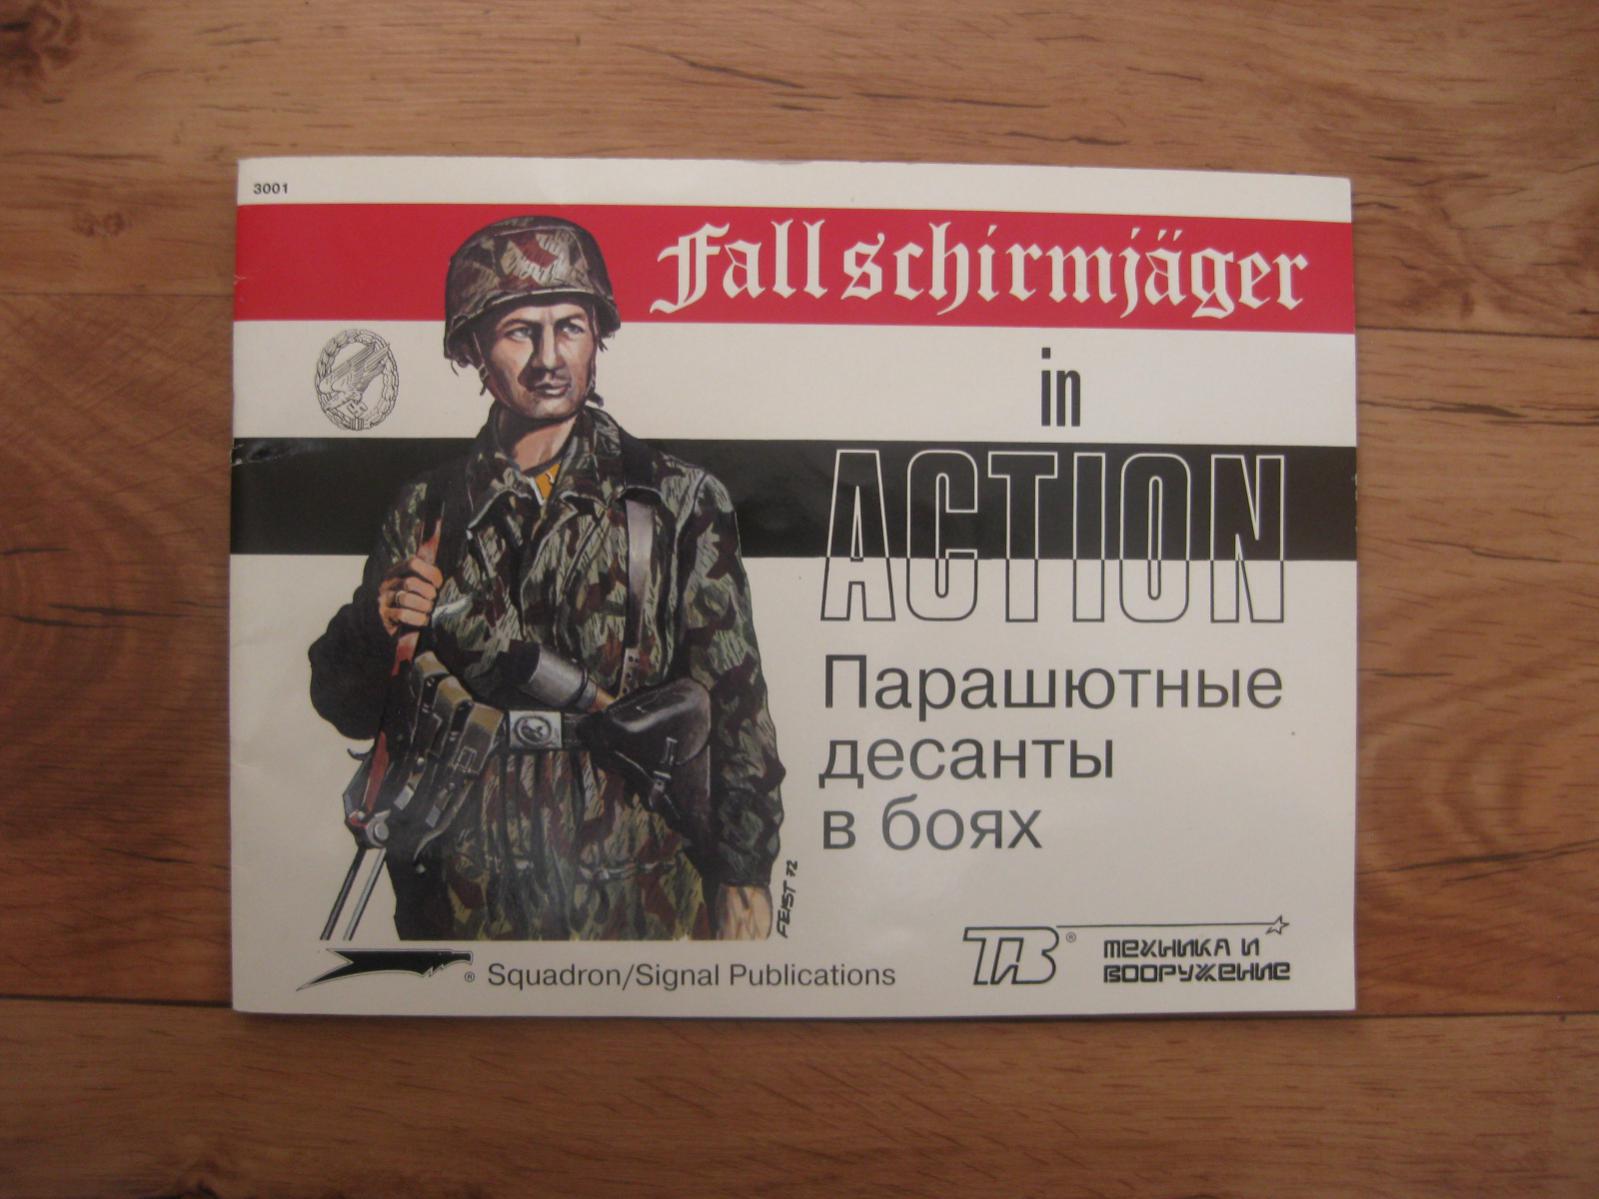 3001
Fallschirmjäger
in
ACTION
Парашютные
десанты
в боях
FEIST 72
® Squadron/Signal Publications
ТиВ ® ТЕХНИКА И
ВООРУЖЕНИЕ